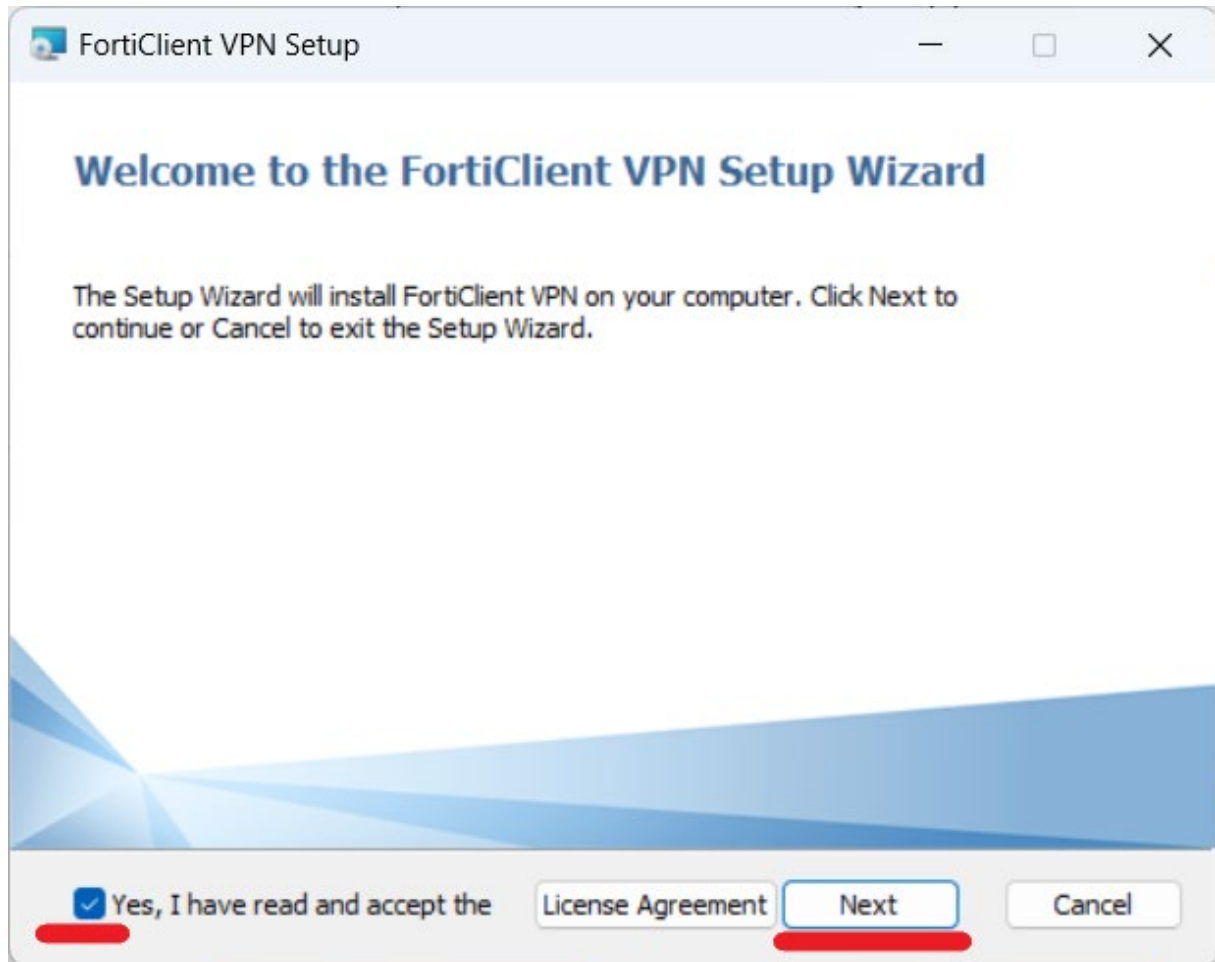 FortiClient VPN Setup
Welcome to the FortiClient VPN Setup Wizard
The Setup Wizard will install FortiClient VPN on your computer. Click Next to
continue or Cancel to exit the Setup Wizard.
Yes, I have read and accept the License Agreement Next Cancel